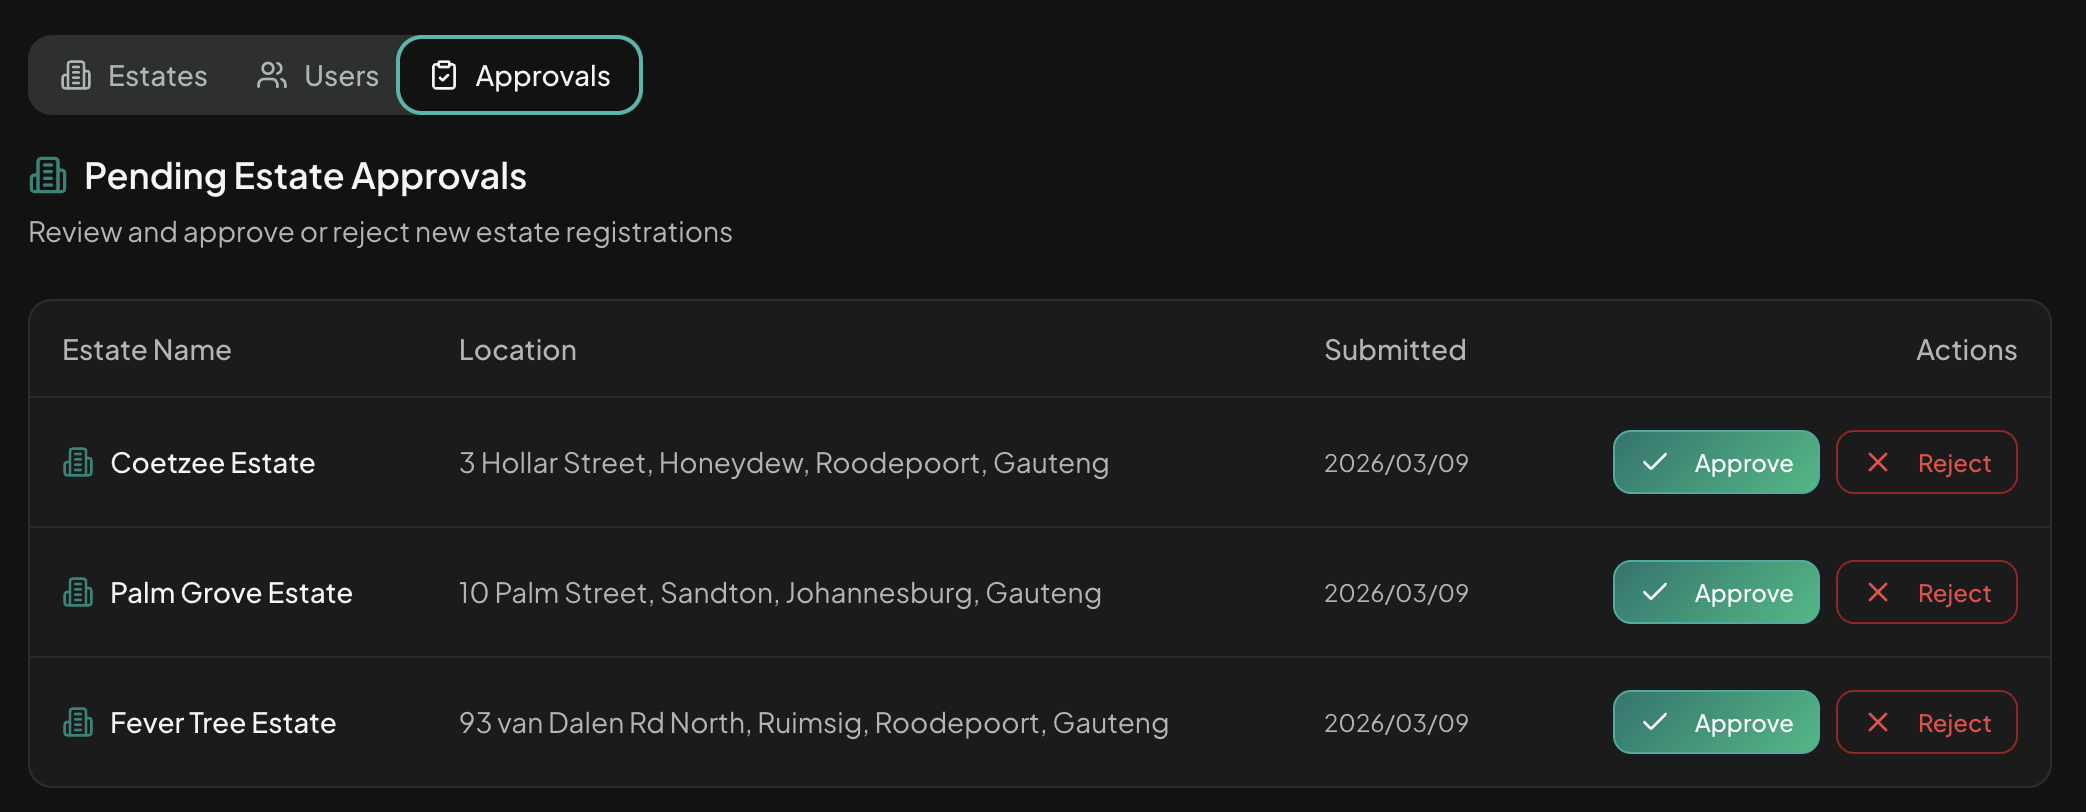 Estates Users Approvals
Pending Estate Approvals
Review and approve or reject new estate registrations
Estate Name Location Submitted Actions
Coetzee Estate 3 Hollar Street, Honeydew, Roodepoort, Gauteng 2026/03/09 Approve Reject
Palm Grove Estate 10 Palm Street, Sandton, Johannesburg, Gauteng 2026/03/09 Approve Reject
Fever Tree Estate 93 van Dalen Rd North, Ruimsig, Roodepoort, Gauteng 2026/03/09 Approve Reject